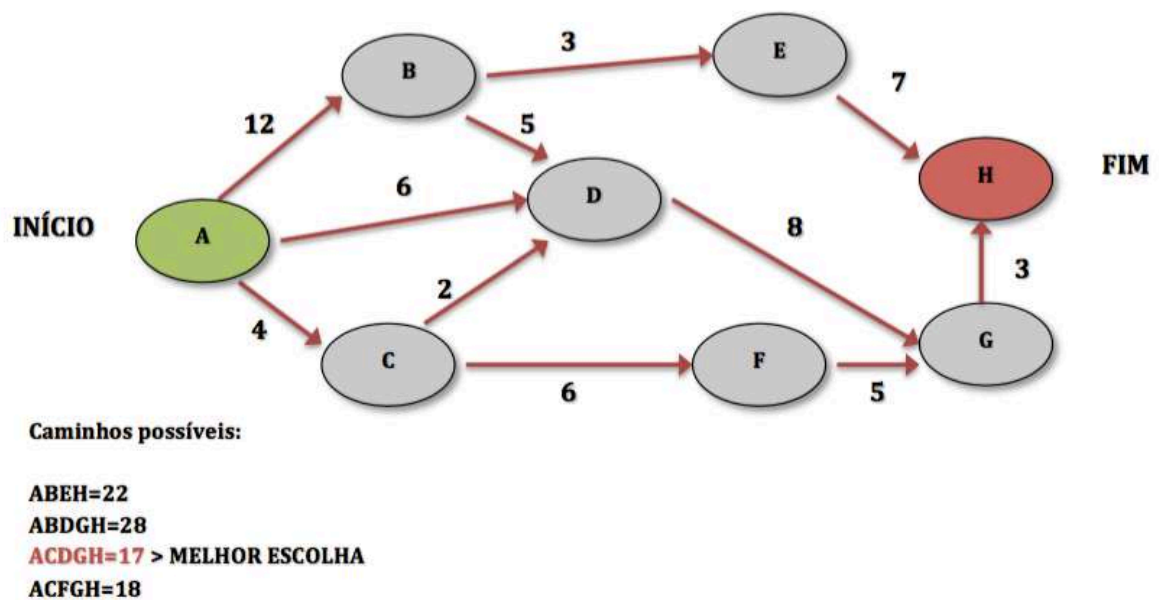 3
E
B
7
12
5
FIM
H
6
D
INÍCIO
A
8
2
3
4
G
C
F
6
5
Caminhos possíveis:
ABEH=22
ABDGH=28
ACDGH=17 > MELHOR ESCOLHA
ACFGH=18